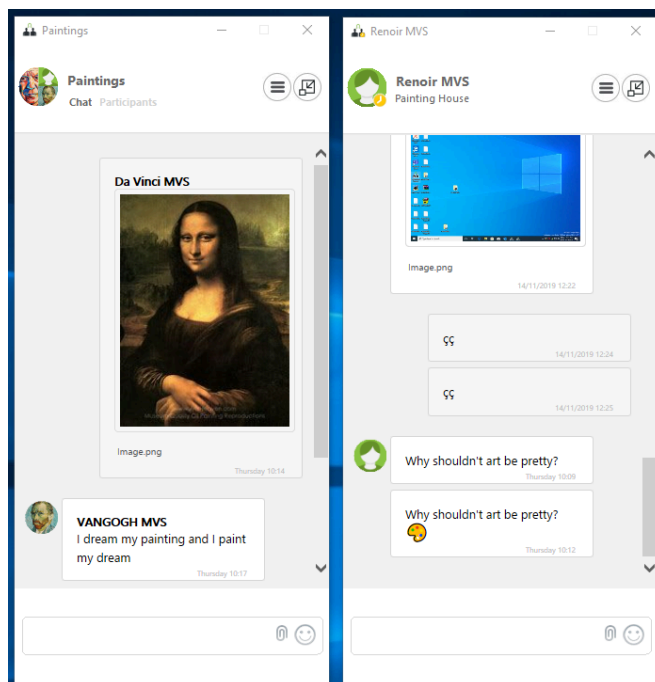 Paintings
Paintings
Chat Participants
Da Vinci MVS
Image.png
Thursday 10:14
VANGOGH MVS
I dream my painting and I paint
my dream
Thursday 10:17
Renoir MVS
Renoir MVS
Painting House
Image.png
14/11/2019 12:22
çç
14/11/2019 12:24
çç
14/11/2019 12:25
Why shouldn't art be pretty?
Thursday 10:09
Why shouldn't art be pretty?
Thursday 10:12